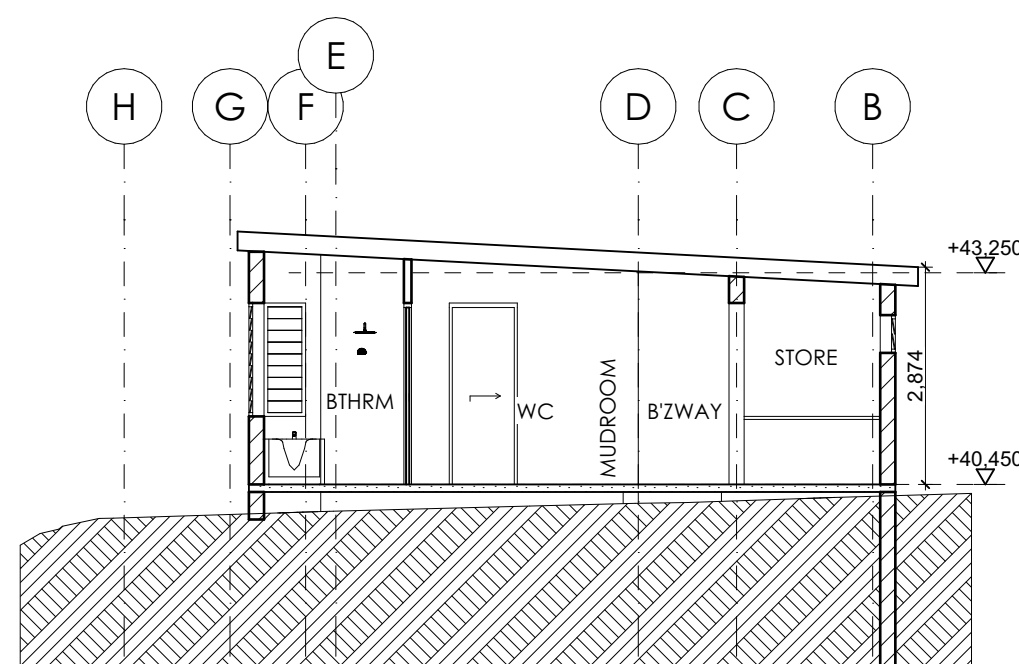 E
H
G
F
D
C
B
+43,250
STORE
2,874
BTHRM
WC
MUDROOM
B'ZWAY
+40,450